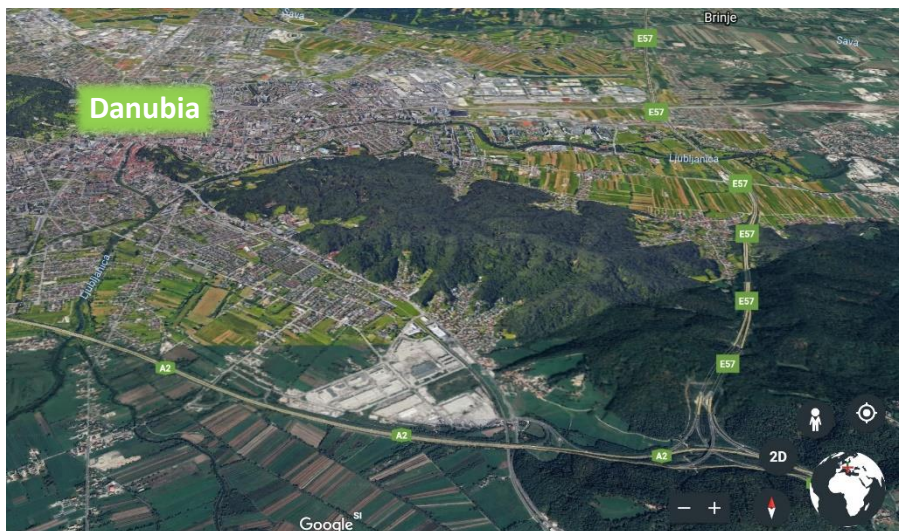 Sava
Brinje
E57
Sava
Danubia
E57
Ljubljanica
E57
E57
Ljubljanica
E57
E57
A2
A2
A2
2D
Google
SI